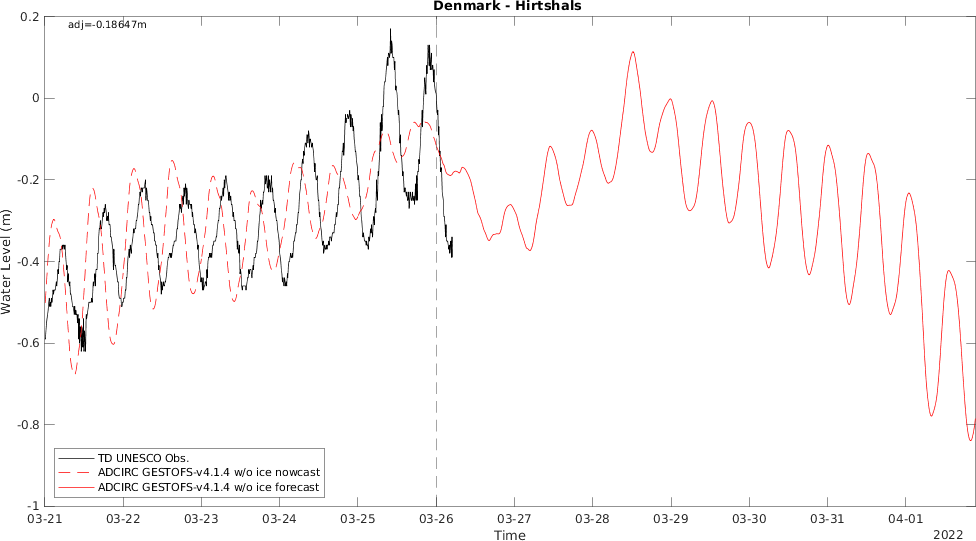 Denmark - Hirtshals
adj=-0.18647m
0.2
0
-0.2
-0.4
-0.6
-0.8
-1
Water Level (m)
TD UNESCO Obs.
ADCIRC GESTOFS-v4.1.4 w/o ice nowcast
ADCIRC GESTOFS-v4.1.4 w/o ice forecast
03-21 03-22 03-23 03-24 03-25 03-26 03-27 03-28 03-29 03-30 03-31 04-01
Time
2022